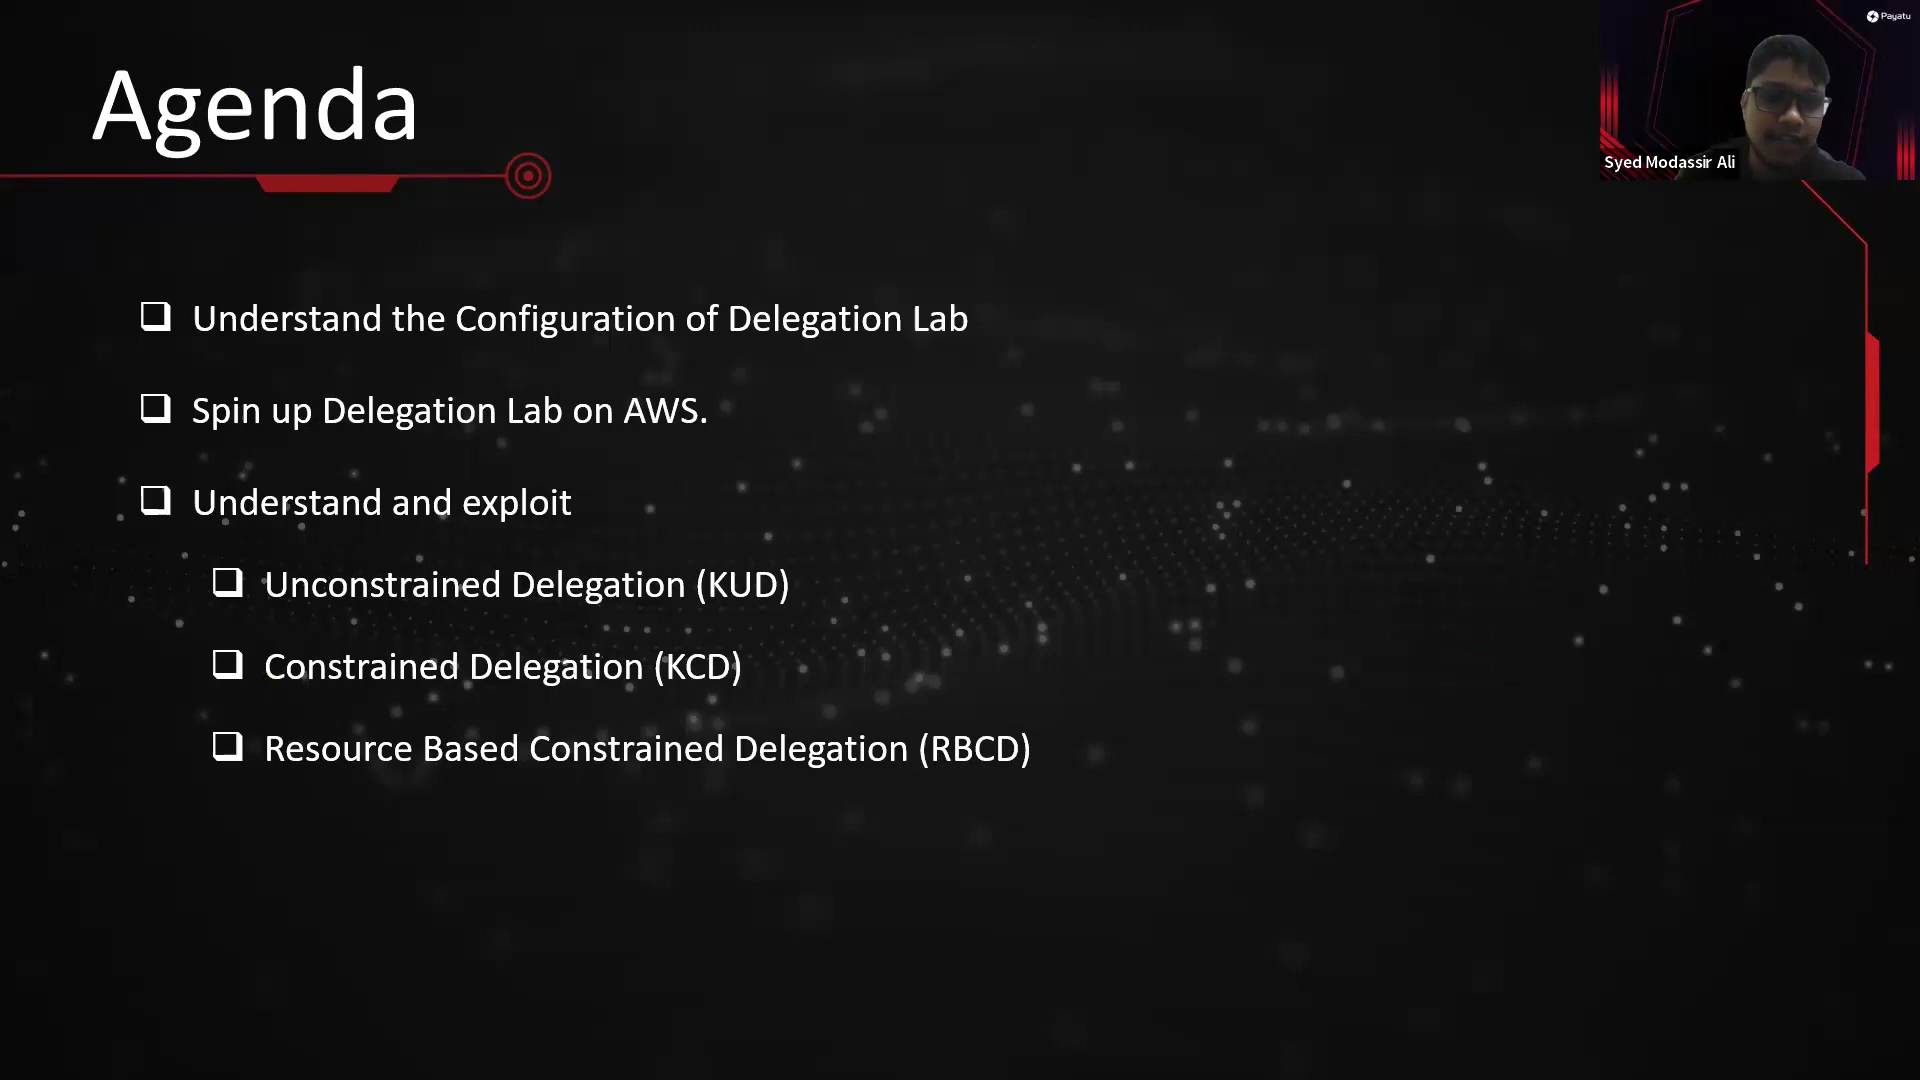 Agenda
Payatu
Syed Modassir Ali
Understand the Configuration of Delegation Lab
Spin up Delegation Lab on AWS.
Understand and exploit
Unconstrained Delegation (KUD)
Constrained Delegation (KCD)
Resource Based Constrained Delegation (RBCD)